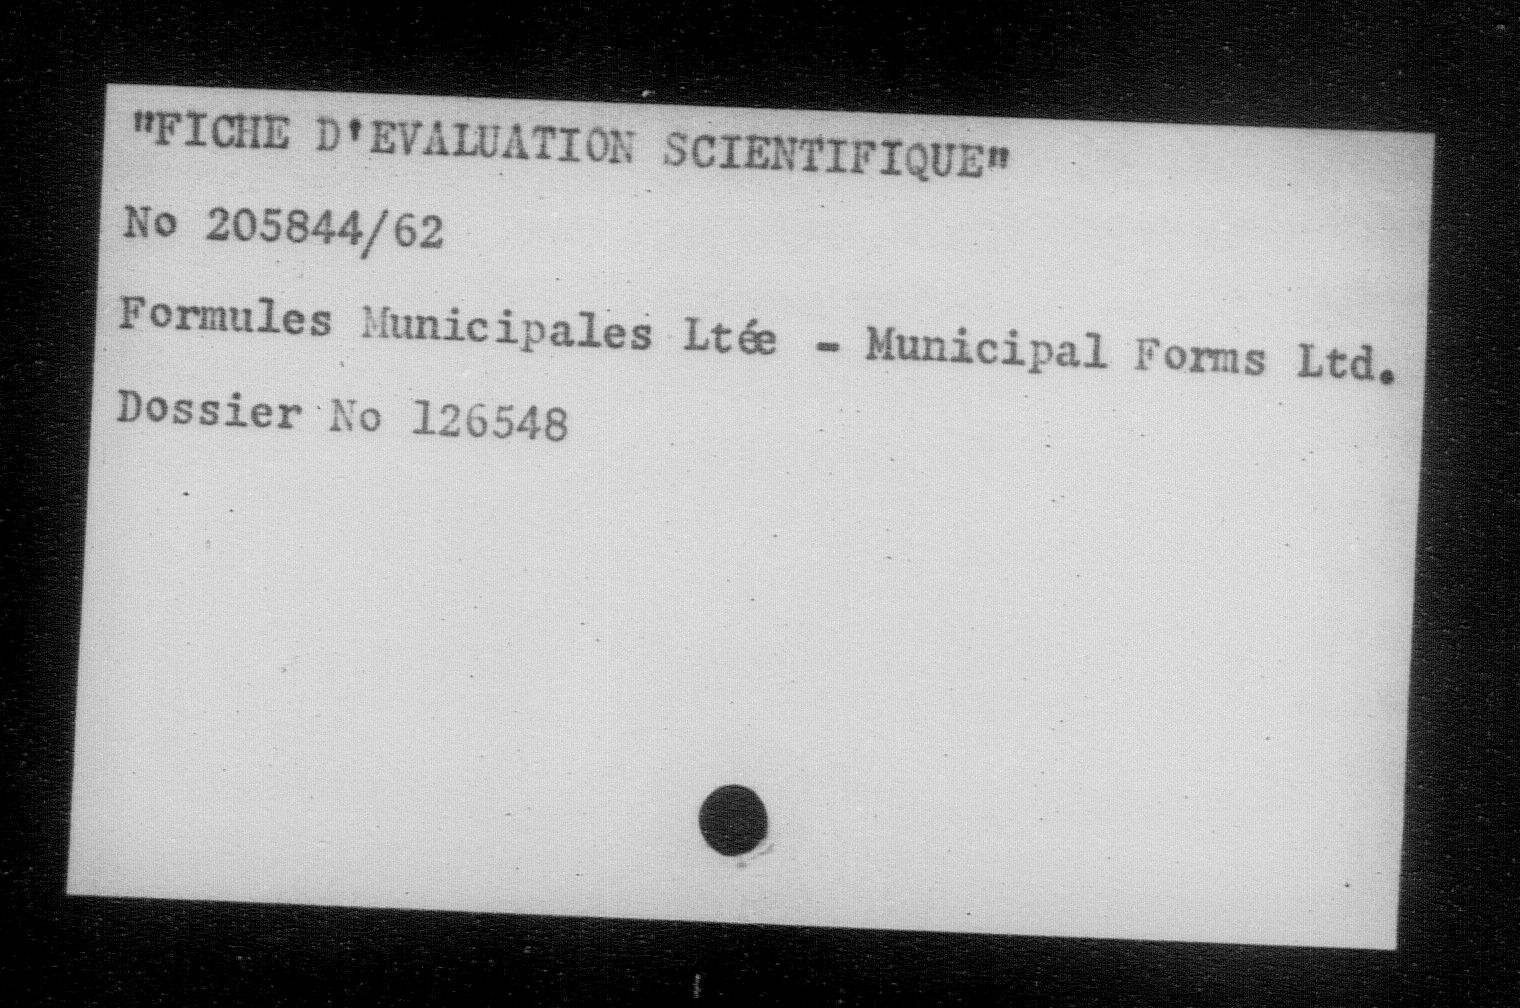 "FICHE D'EVALUATION SCIENTIFIQUE"
No 205844/62
Formules Municipales Ltée - Municipal Forms Ltd.
Dossier No 126548